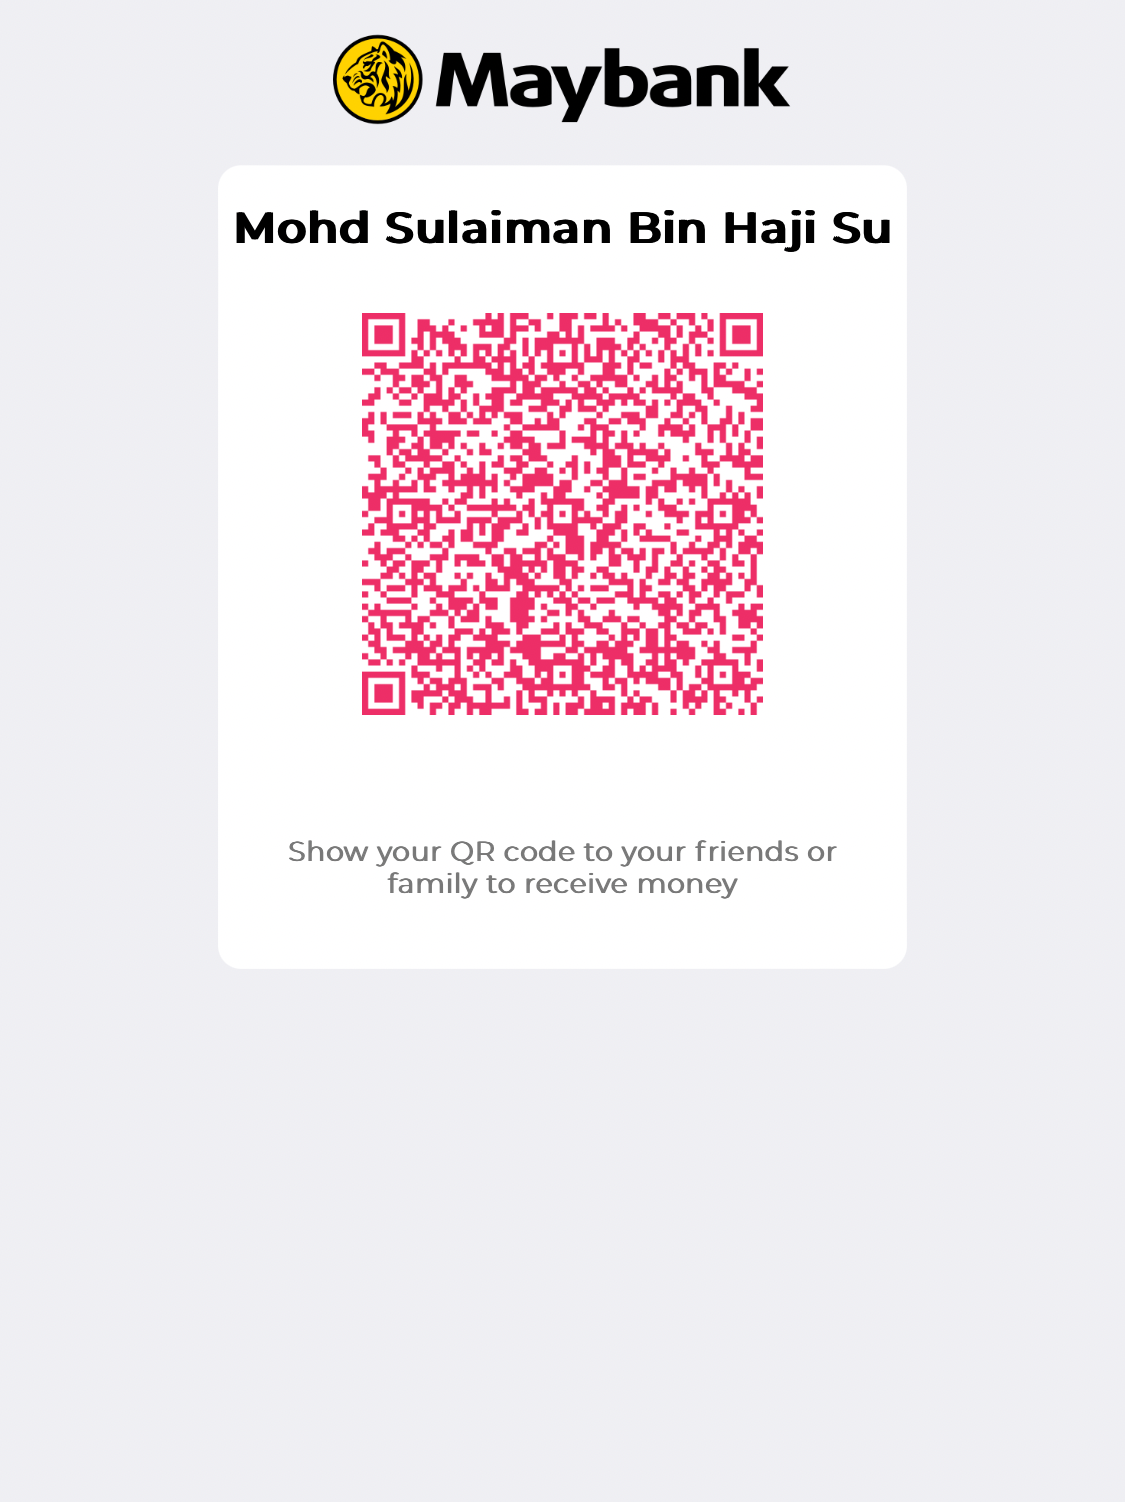 Maybank
Mohd Sulaiman Bin Haji Su
Show your QR code to your friends or
family to receive money